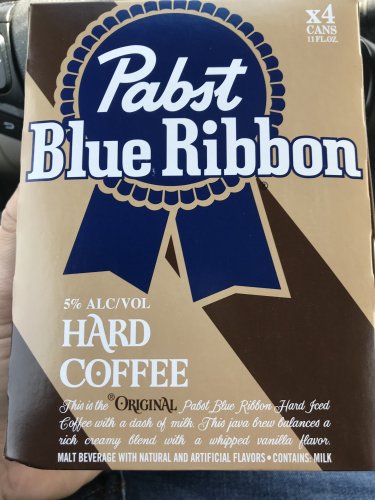 x4
CANS
11 FL. OZ.
Pabst
Blue Ribbon
®
5% ALC/VOL
HARD
COFFEE
This is the ®ORIGINAL Pabst Blue Ribbon Hard Iced
Coffee with a dash of milk. This java brew balances a
rich creamy blend with a whipped vanilla flavor.
MALT BEVERAGE WITH NATURAL AND ARTIFICIAL FLAVORS • CONTAINS: MILK